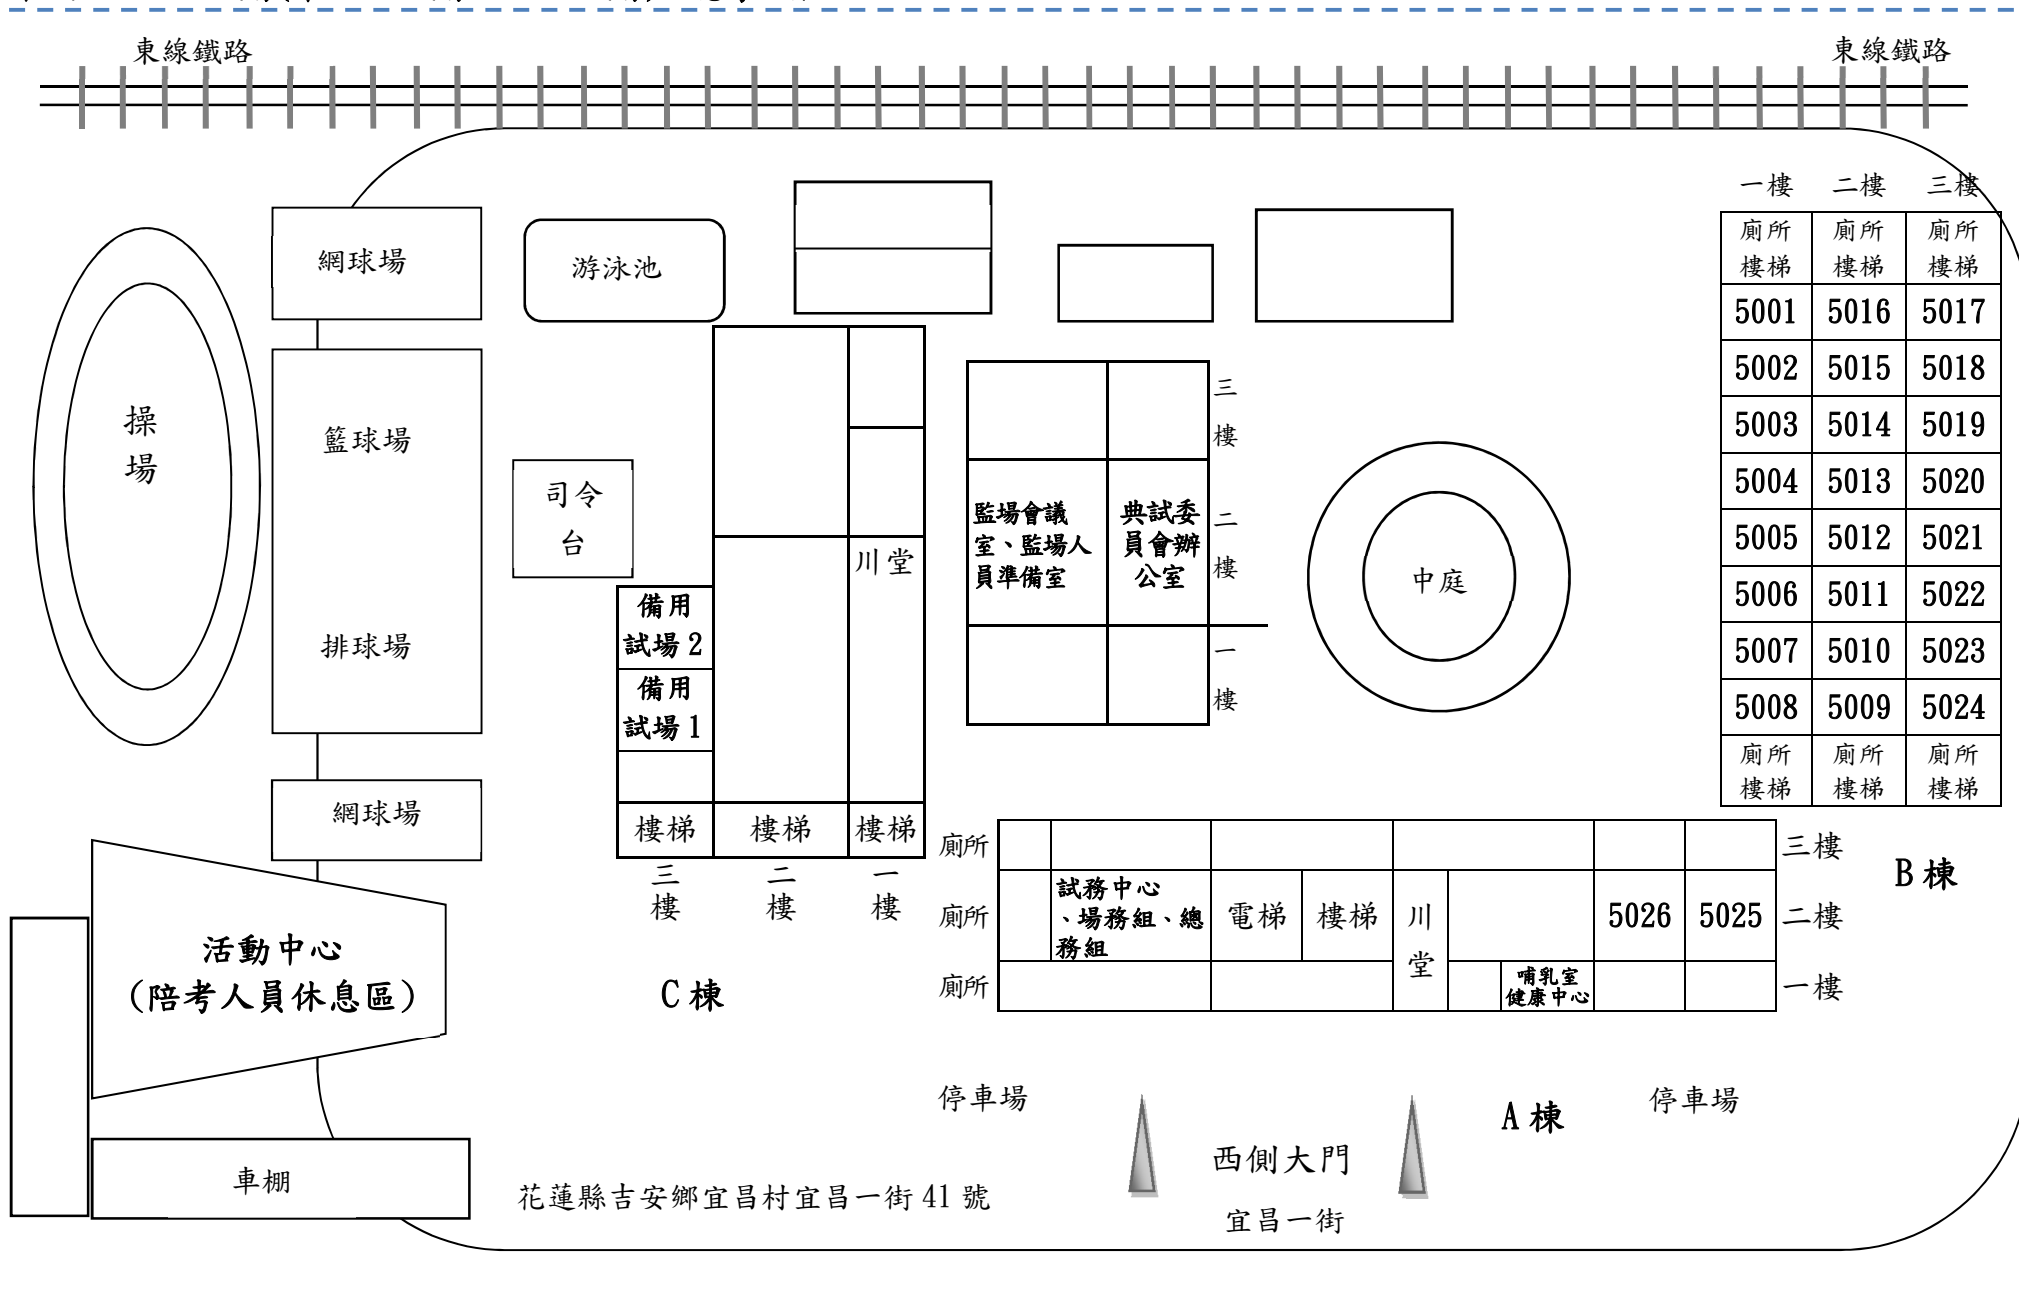 東線鐵路
東線鐵路
一樓 二樓 三樓
廁所 廁所 廁所
樓梯 樓梯 樓梯
5001 5016 5017
5002 5015 5018
5003 5014 5019
5004 5013 5020
5005 5012 5021
5006 5011 5022
5007 5010 5023
5008 5009 5024
廁所 廁所 廁所
樓梯 樓梯 樓梯
B棟
網球場
游泳池
操
場
籃球場
排球場
司令
台
網球場
川堂
備用
試場2
備用
試場1
樓梯 樓梯 樓梯
三 二 一
樓 樓 樓
C棟
三
樓
監場會議
室、監場人
員準備室
典試委
員會辦
公室
二
樓
一
樓
中庭
廁所
三樓
廁所
試務中心
、場務組、總
務組
電梯
樓梯
川
堂
5026 5025
二樓
廁所
哺乳室
健康中心
一樓
活動中心
(陪考人員休息區)
車棚
停車場
A棟
停車場
西側大門
花蓮縣吉安鄉宜昌村宜昌一街41號
宜昌一街